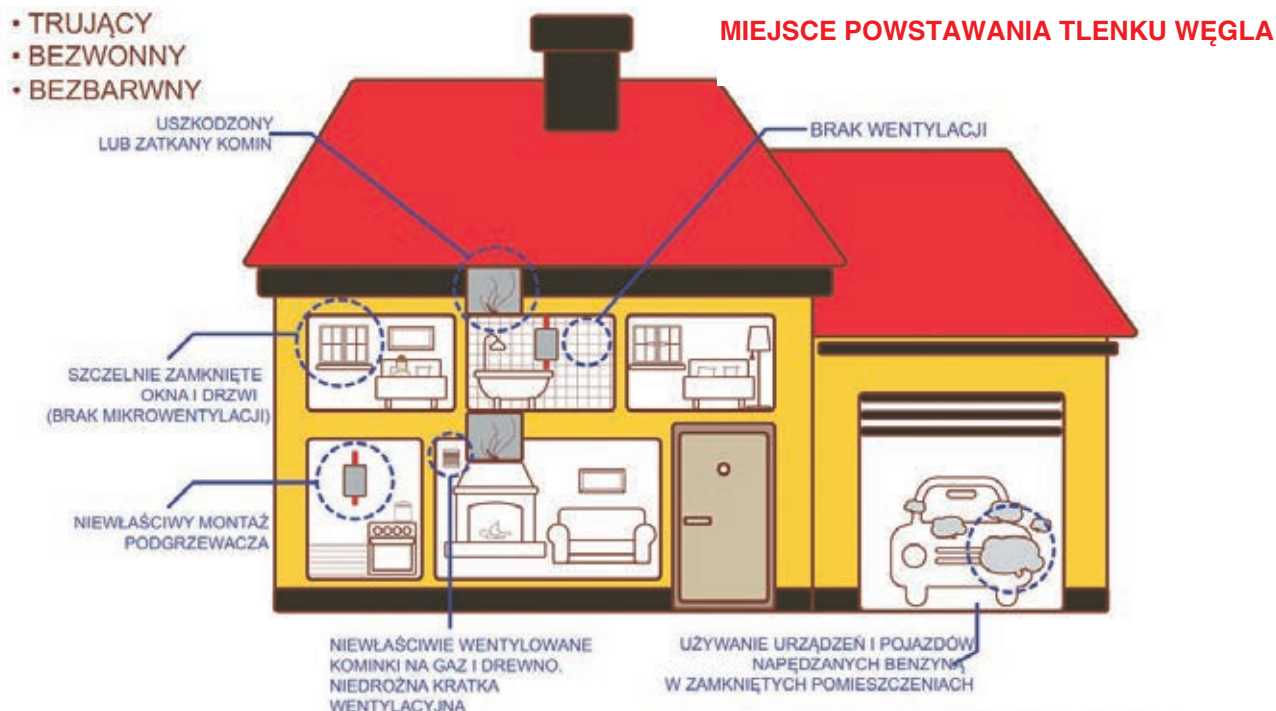 • TRUJĄCY
• BEZWONNY
• BEZBARWNY
MIEJSCE POWSTAWANIA TLENKU WĘGLA
USZKODZONY
LUB ZATKANY KOMIN
BRAK WENTYLACJI
SZCZELNIE ZAMKNIĘTE
OKNA I DRZWI
(BRAK MIKROWENTYLACJI)
NIEWŁAŚCIWY MONTAŻ
PODGRZEWACZA
NIEWŁAŚCIWIE WENTYLOWANE
KOMINKI NA GAZ I DREWNO.
NIEDROŻNA KRATKA
WENTYLACYJNA
UŻYWANIE URZĄDZEŃ I POJAZDÓW
NAPĘDZANYCH BENZYNĄ
W ZAMKNIĘTYCH POMIESZCZENIACH